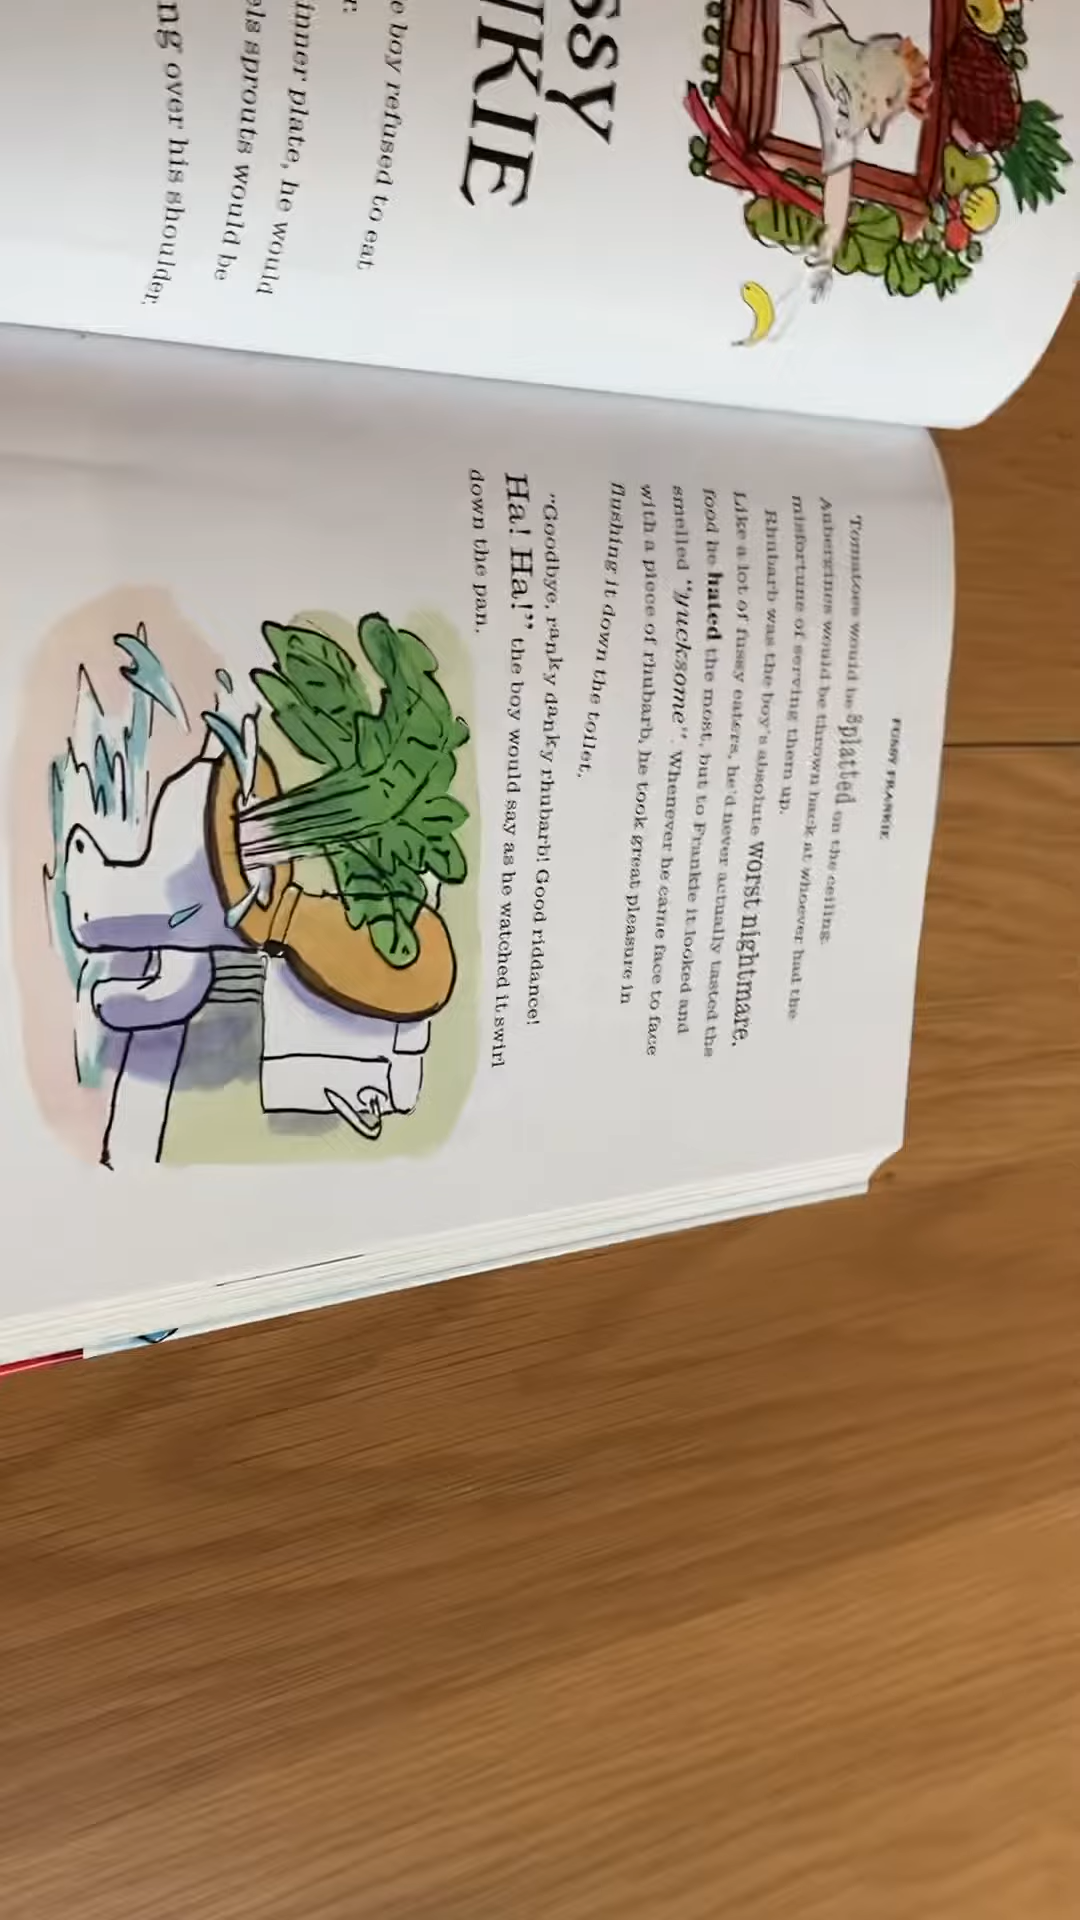 ssy
NKIE
e boy refused to eat
r:
inner plate, he would
els sprouts would be
ng over his shoulder,
FUSSY FRANKIE
Tomatoes would be splatted on the ceiling.
Aubergines would be thrown back at whoever had the
misfortune of serving them up.
Rhubarb was the boy's absolute worst nightmare.
Like a lot of fussy eaters, he'd never actually tasted the
food he hated the most, but to Frankie it looked and
smelled "yucksome". Whenever he came face to face
with a piece of rhubarb, he took great pleasure in
flushing it down the toilet.
"Goodbye, ranky danky rhubarb! Good riddance!
Ha! Ha!" the boy would say as he watched it swirl
down the pan.